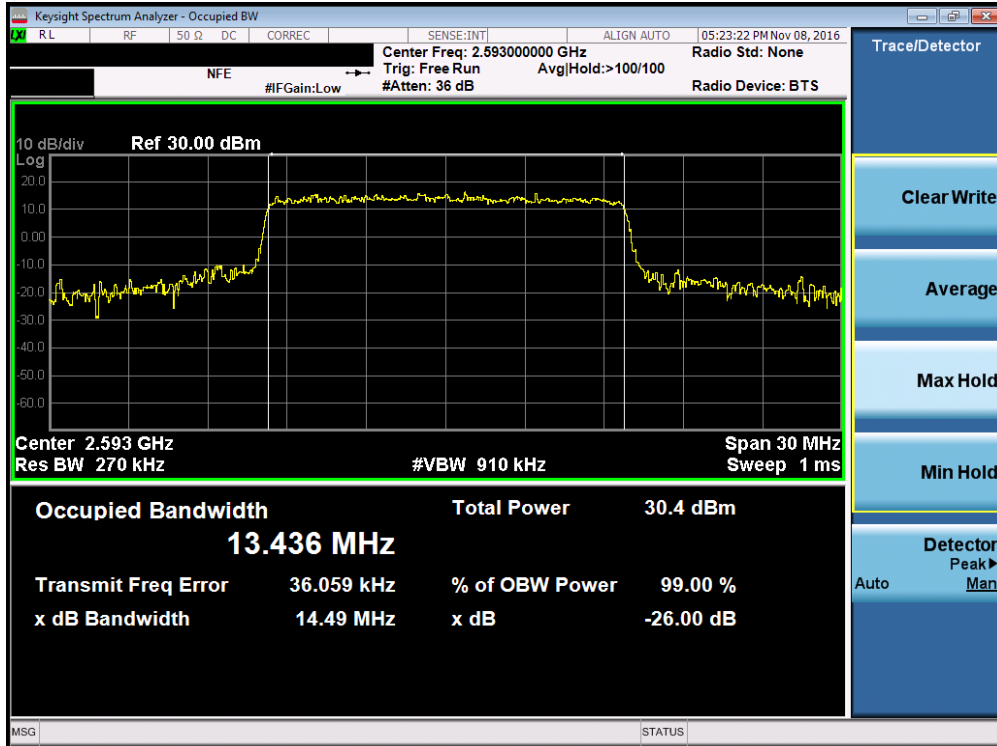 Keysight Spectrum Analyzer - Occupied BW
LXI RL RF 50 Ω DC CORREC SENSE:INT ALIGN AUTO 05:23:22 PM Nov 08, 2016
Center Freq: 2.593000000 GHz Radio Std: None
NFE Trig: Free Run Avg|Hold:>100/100
#IFGain:Low #Atten: 36 dB Radio Device: BTS
10 dB/div Ref 30.00 dBm
Log
20.0
10.0
0.00
-10.0
-20.0
-30.0
-40.0
-50.0
-60.0
Center 2.593 GHz Span 30 MHz
Res BW 270 kHz #VBW 910 kHz Sweep 1 ms
Occupied Bandwidth Total Power 30.4 dBm
13.436 MHz
Transmit Freq Error 36.059 kHz % of OBW Power 99.00 %
x dB Bandwidth 14.49 MHz x dB -26.00 dB
MSG STATUS
Trace/Detector
Clear Write
Average
Max Hold
Min Hold
Detector
Peak▶
Auto Man